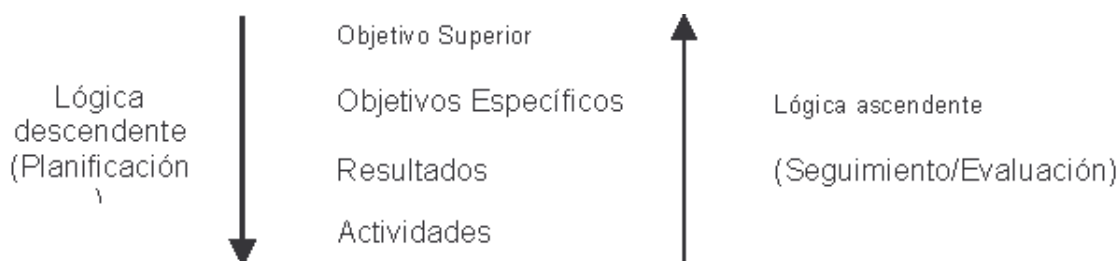 Lógica
descendente
(Planificación
)
Objetivo Superior
Objetivos Específicos
Resultados
Actividades
Lógica ascendente
(Seguimiento/Evaluación)